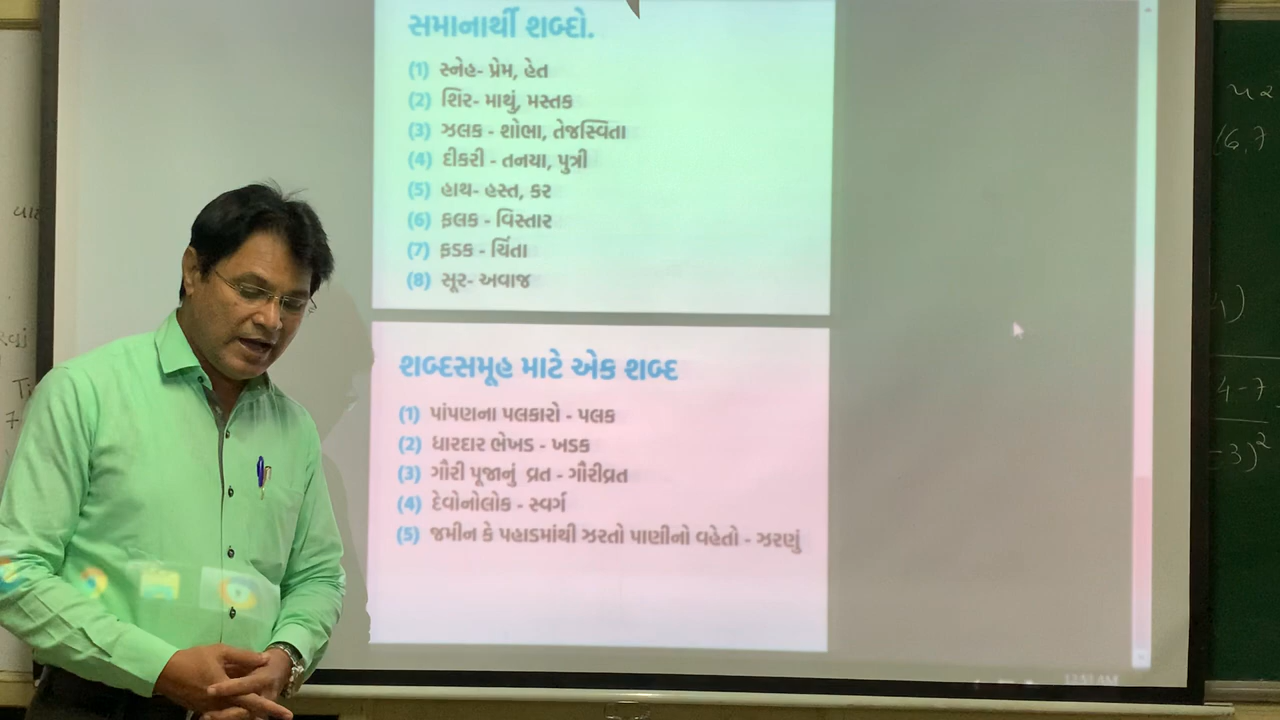 સમાનાર્થી શબ્દો.
(1) સ્નેહ- પ્રેમ, હેત
(2) શિર- માથું, મસ્તક
(3) ઝલક - શોભા, તેજસ્વિતા
(4) દીકરી - તનયા, પુત્રી
(5) હાથ- હસ્ત, કર
(6) ફલક - વિસ્તાર
(7) ફડક - ચિંતા
(8) સૂર- અવાજ
શબ્દસમૂહ માટે એક શબ્દ
(1) પાંપણના પલકારો - પલક
(2) ધારદાર ભેખડ - ખડક
(3) ગૌરી પૂજાનું વ્રત - ગૌરીવ્રત
(4) દેવોનોલોક - સ્વર્ગ
(5) જમીન કે પહાડમાંથી ઝરતો પાણીનો વહેતો - ઝરણું